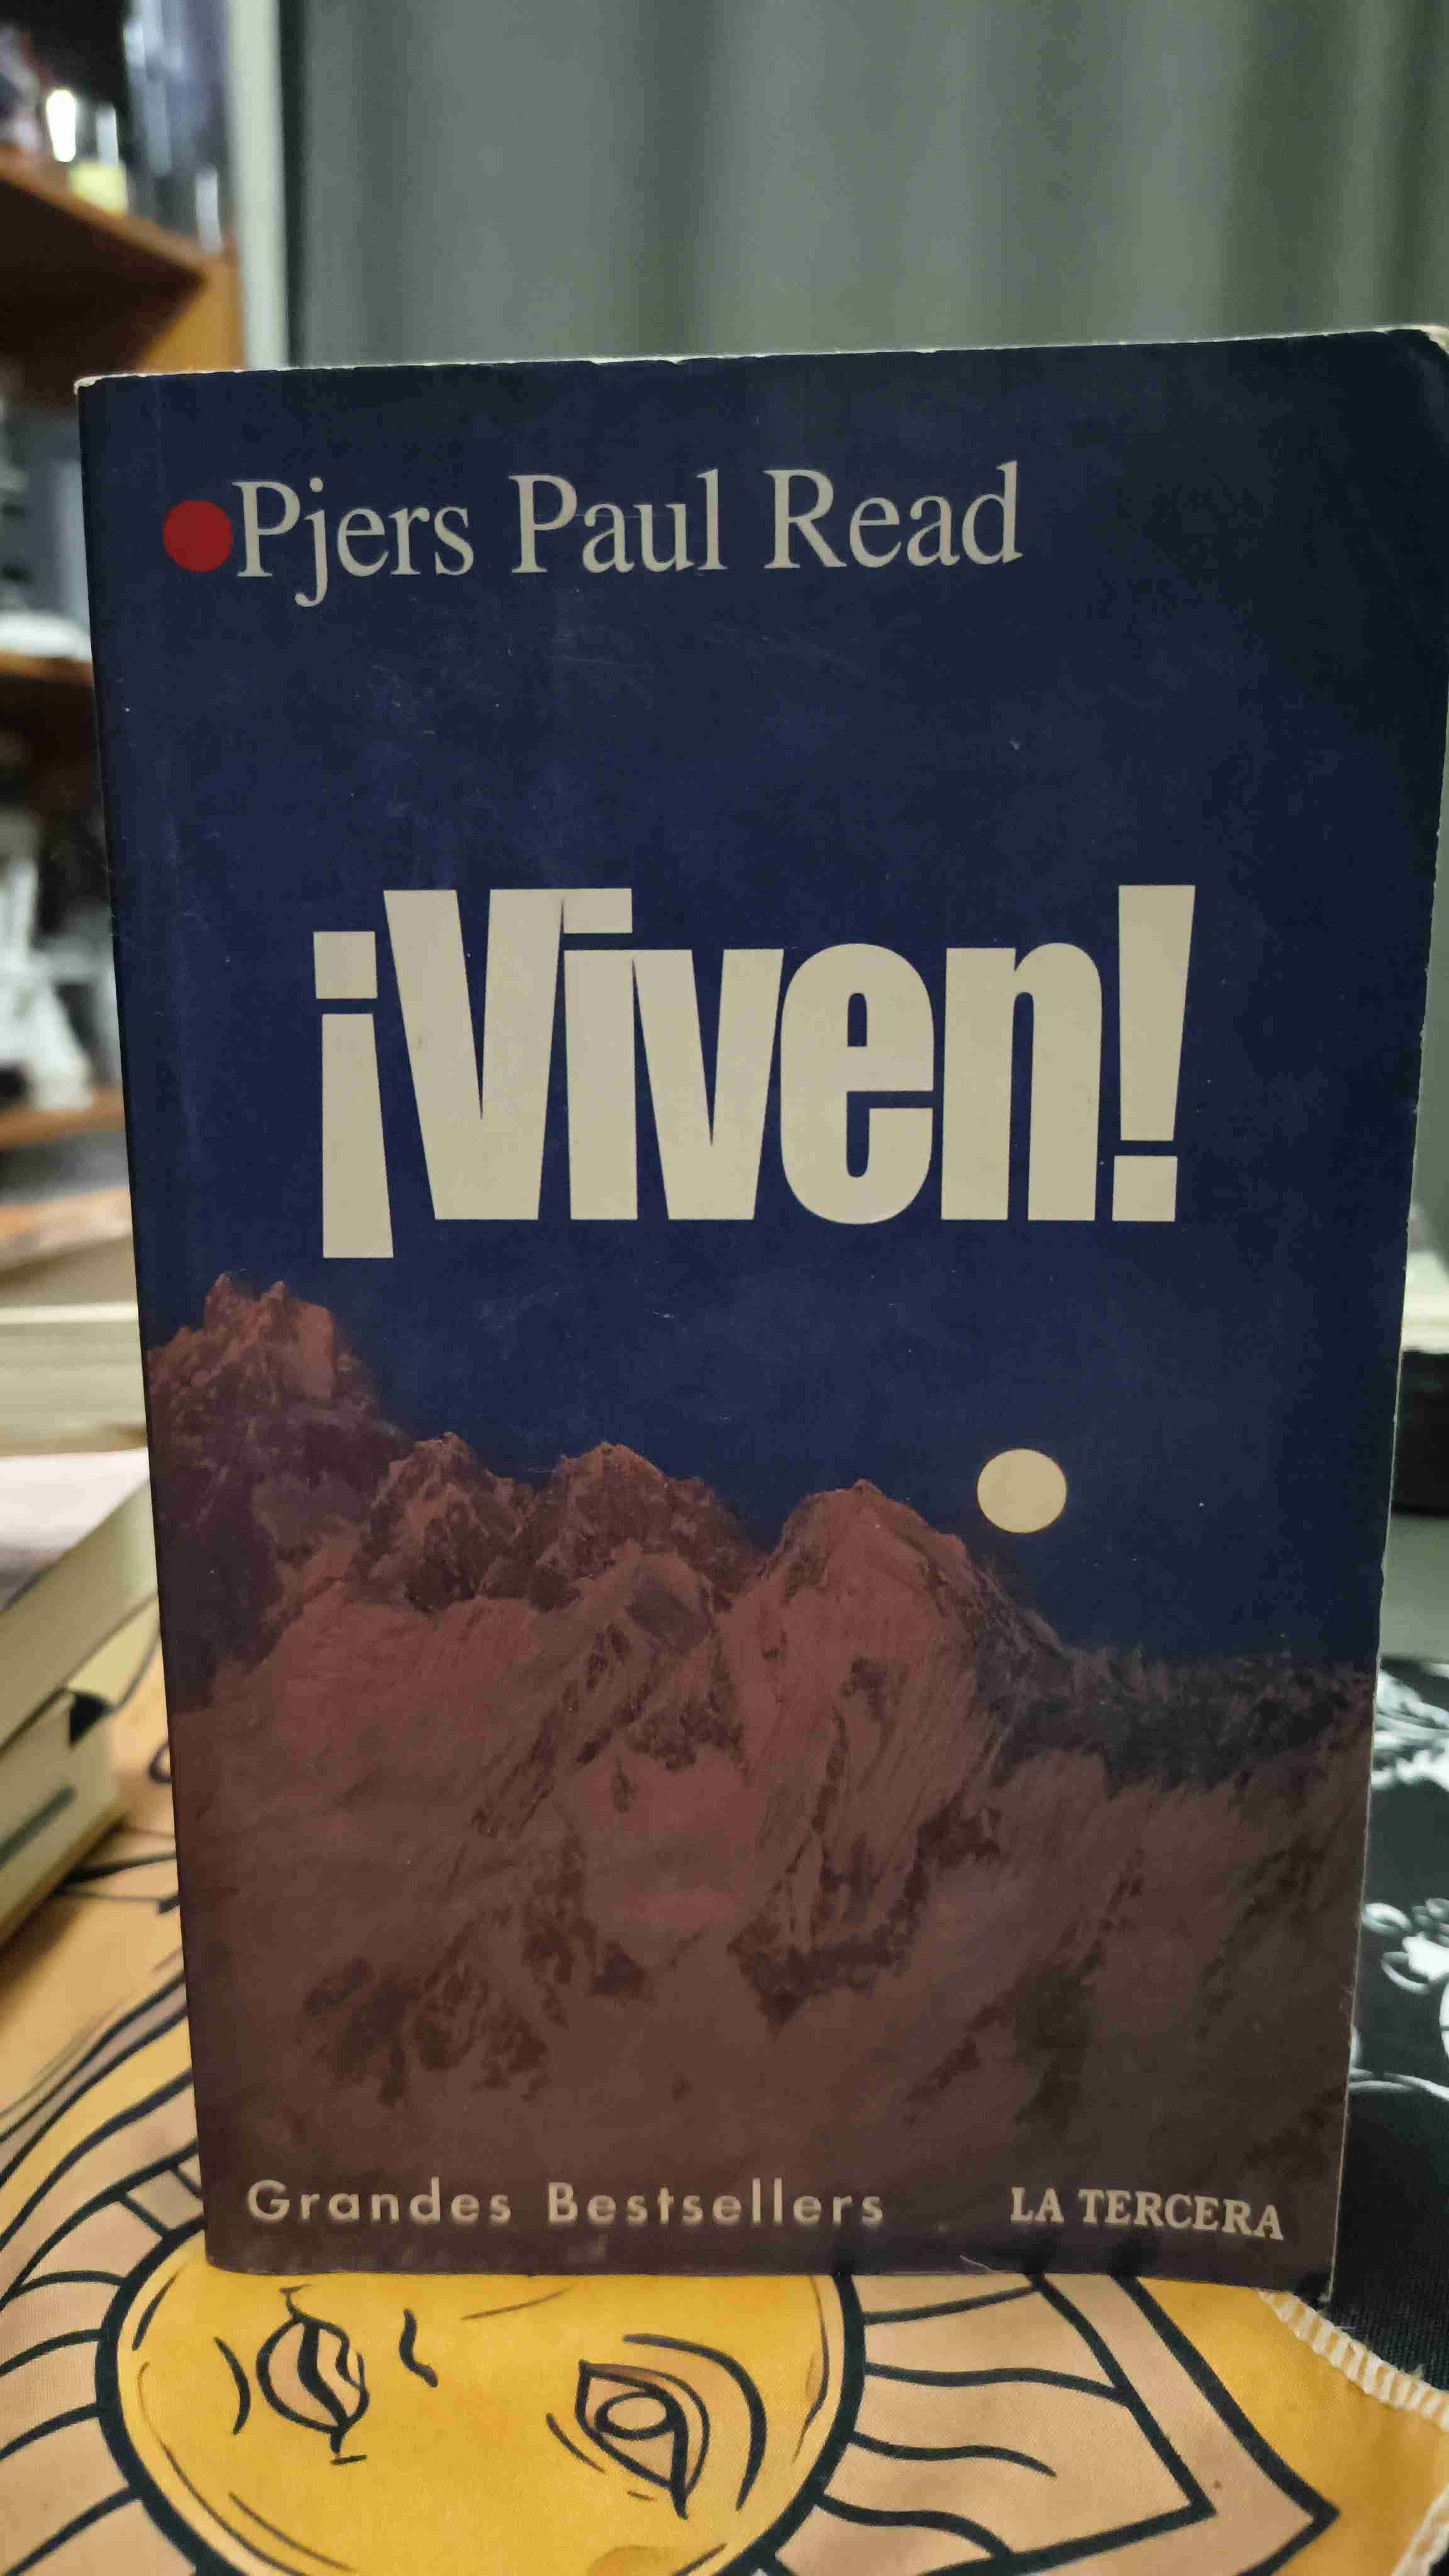 Pjers Paul Read
¡Viven!
Grandes Bestsellers
LA TERCERA